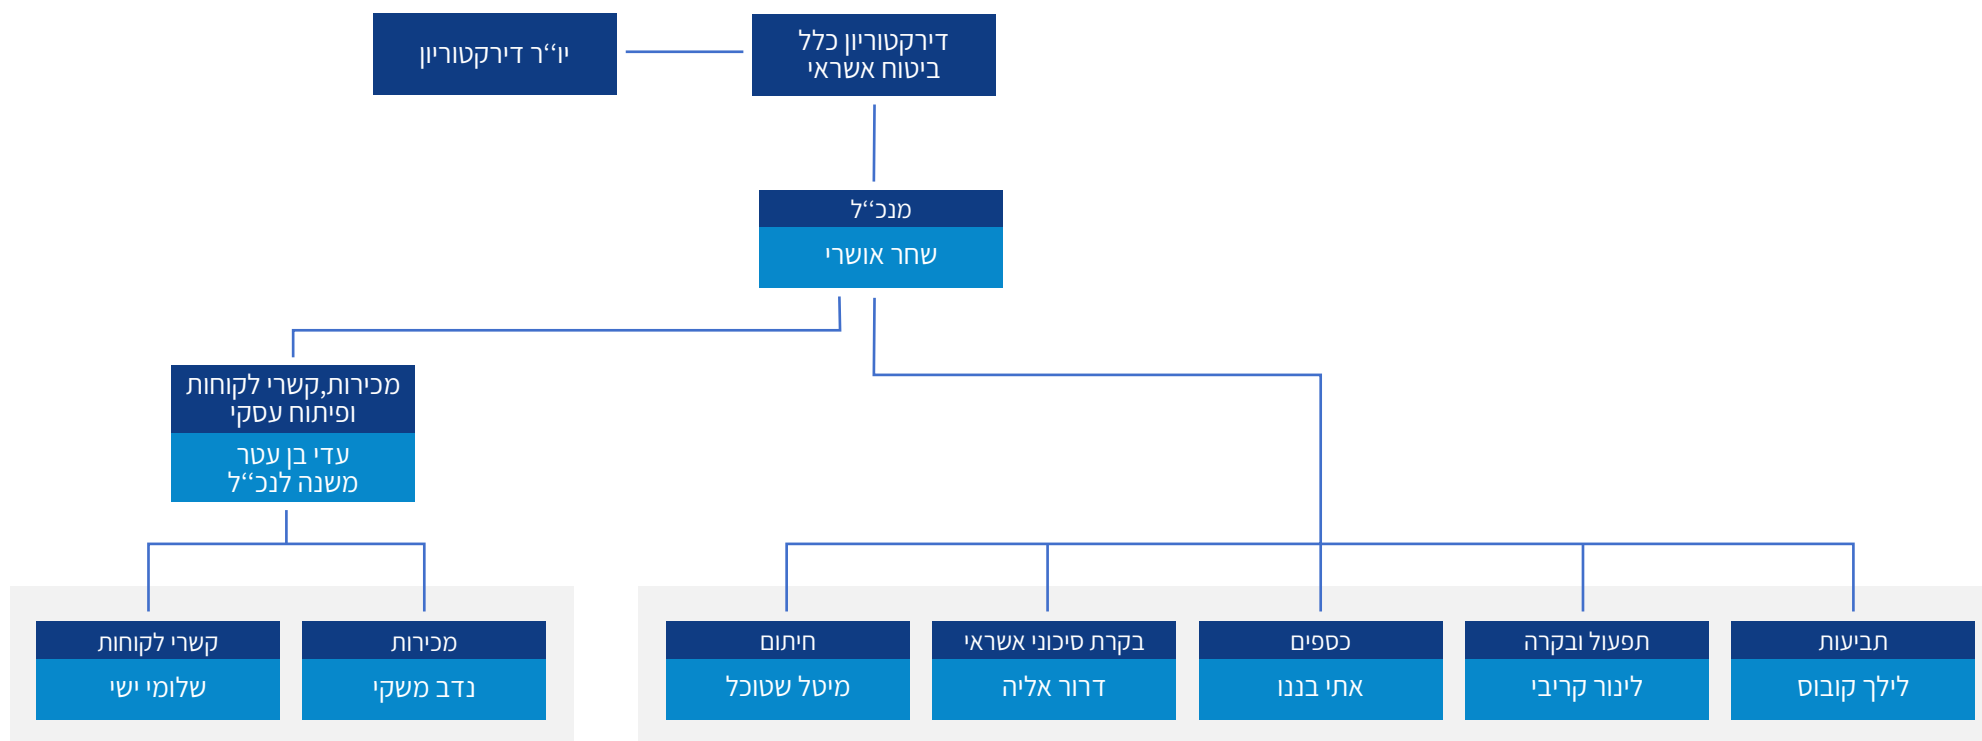 דירקטוריון כלל
ביטוח אשראי
יו‘‘ר דירקטוריון
מנכ‘‘ל
שחר אושרי
מכירות,קשרי לקוחות
ופיתוח עסקי
עדי בן עטר
משנה לנכ‘‘ל
תביעות
לילך קובוס
תפעול ובקרה
לינור קריבי
כספים
אתי בננו
בקרת סיכוני אשראי
דרור אליה
חיתום
מיטל שטוכל
מכירות
נדב משקי
קשרי לקוחות
שלומי ישי